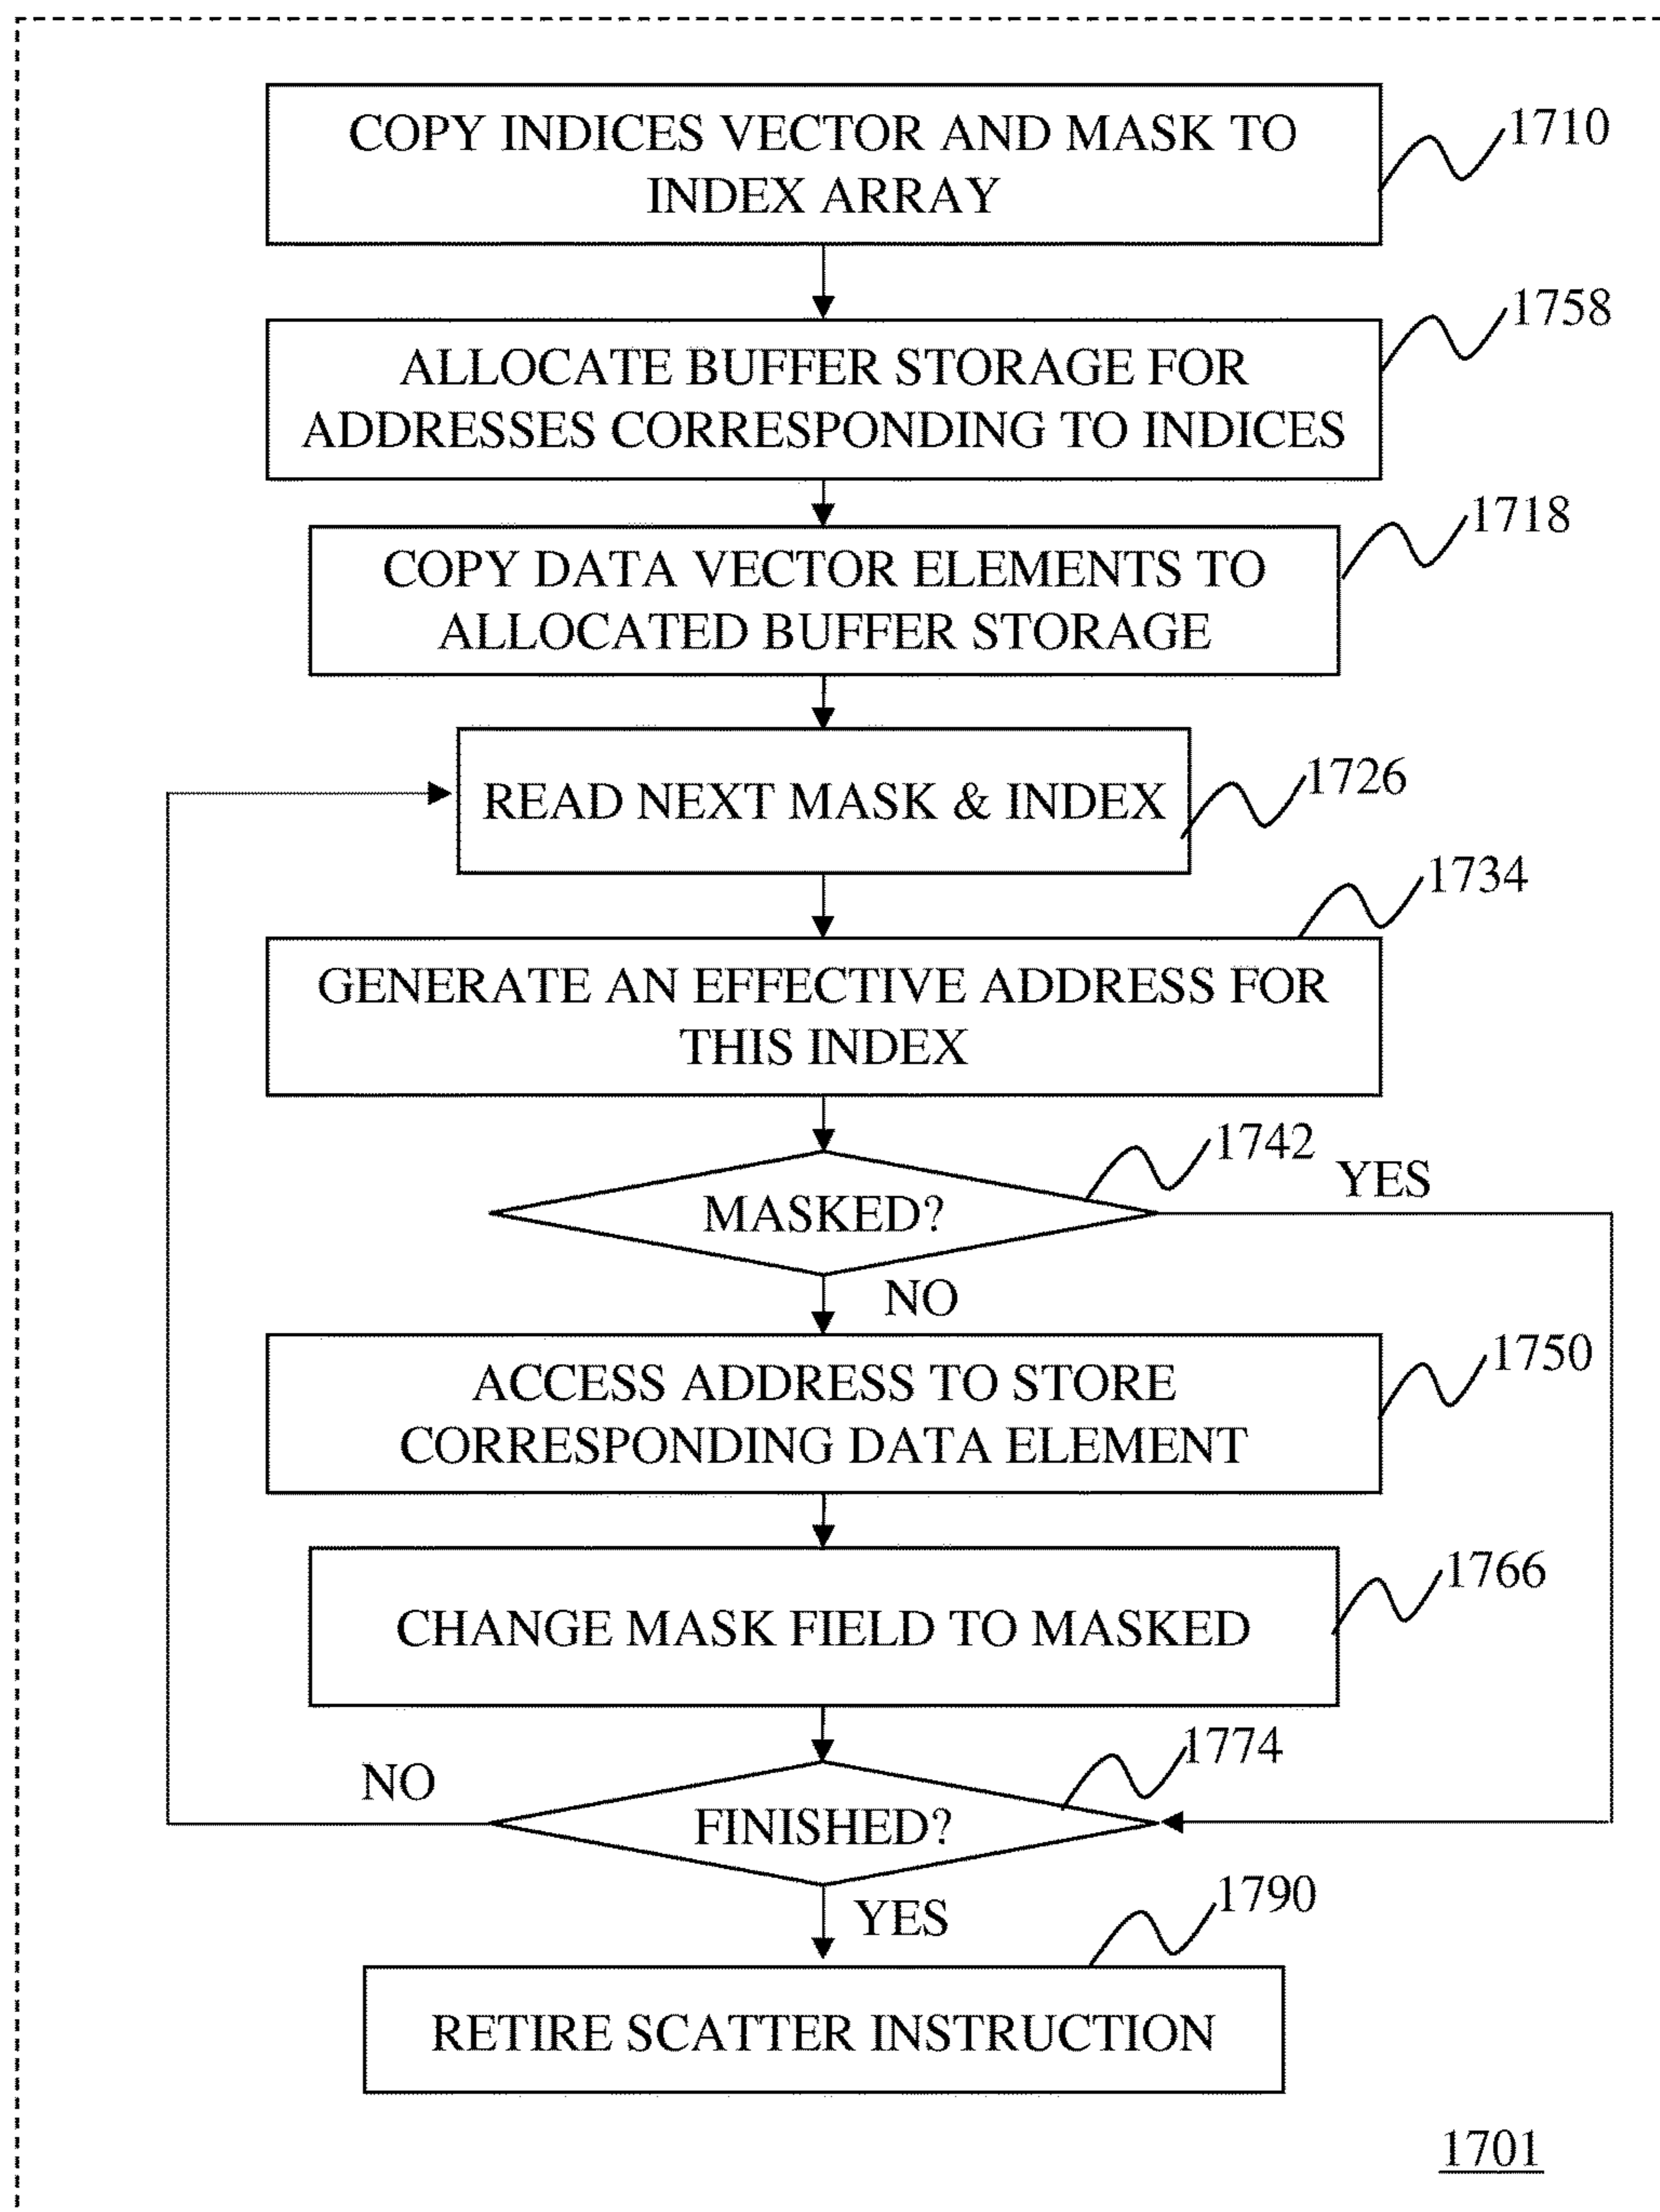 COPY INDICES VECTOR AND MASK TO
INDEX ARRAY
1710
ALLOCATE BUFFER STORAGE FOR
ADDRESSES CORRESPONDING TO INDICES
1758
COPY DATA VECTOR ELEMENTS TO
ALLOCATED BUFFER STORAGE
1718
READ NEXT MASK & INDEX
1726
GENERATE AN EFFECTIVE ADDRESS FOR
THIS INDEX
1734
MASKED?
1742
YES
NO
ACCESS ADDRESS TO STORE
CORRESPONDING DATA ELEMENT
1750
CHANGE MASK FIELD TO MASKED
1766
FINISHED?
1774
NO
YES
RETIRE SCATTER INSTRUCTION
1790
1701